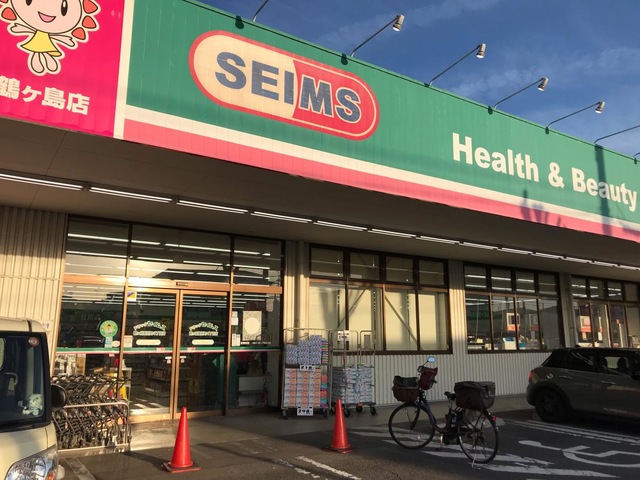 鶴ヶ島店
SEIMS
Health & Beauty